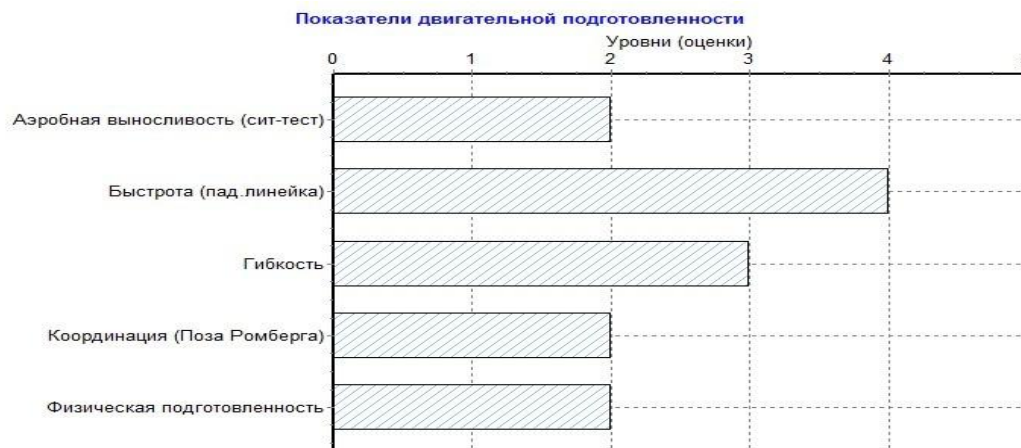 Показатели двигательной подготовленности
Уровни (оценки)
0 1 2 3 4
Аэробная выносливость (сит-тест)
Быстрота (пад.линейка)
Гибкость
Координация (Поза Ромберга)
Физическая подготовленность